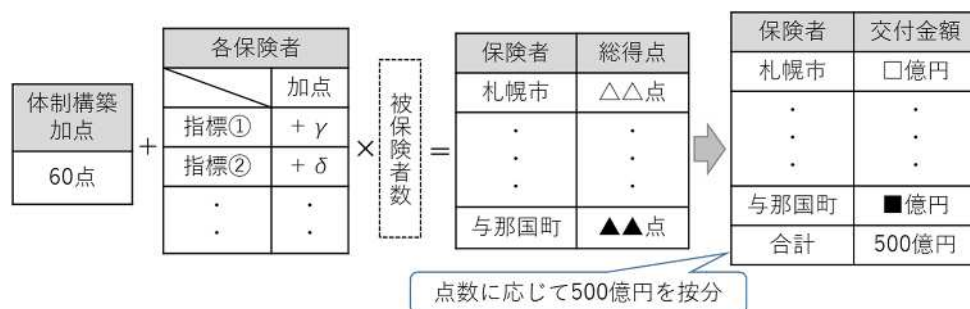 体制構築
加点
60点
+
各保険者
加点
指標① + γ
指標② + δ
・ ・
・ ・
×
被保険者数
=
保険者 総得点
札幌市 △△点
・ ・
・ ・
・ ・
与那国町 ▲▲点
保険者 交付金額
札幌市 □億円
・ ・
・ ・
・ ・
与那国町 ■億円
合計 500億円
点数に応じて500億円を按分